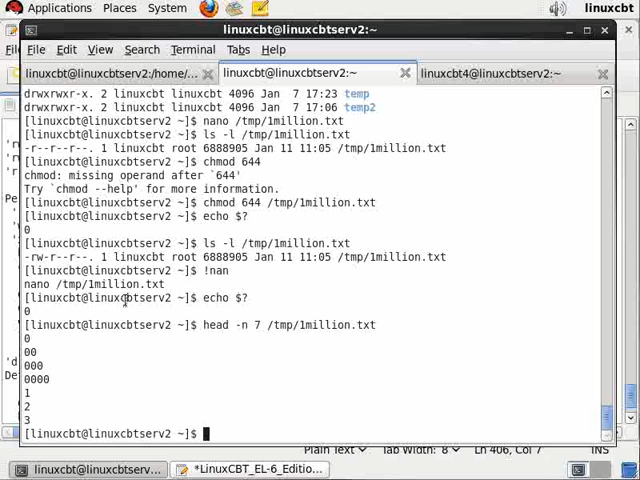 Applications Places System linuxcbt
linuxcbt@linuxcbtserv2:~
File Edit View Search Terminal Tabs Help
linuxcbt@linuxcbtserv2:/home/... linuxcbt@linuxcbtserv2:~ linuxcbt4@linuxcbtserv2:~
drwxrwxr-x. 2 linuxcbt linuxcbt 4096 Jan  7 17:23 temp
drwxrwxr-x. 2 linuxcbt linuxcbt 4096 Jan  7 17:06 temp2
[linuxcbt@linuxcbtserv2 ~]$ nano /tmp/1million.txt
[linuxcbt@linuxcbtserv2 ~]$ ls -l /tmp/1million.txt
-r--r--r--. 1 linuxcbt root 6888905 Jan 11 11:05 /tmp/1million.txt
[linuxcbt@linuxcbtserv2 ~]$ chmod 644
chmod: missing operand after `644'
Try `chmod --help' for more information.
[linuxcbt@linuxcbtserv2 ~]$ chmod 644 /tmp/1million.txt
[linuxcbt@linuxcbtserv2 ~]$ echo $?
0
[linuxcbt@linuxcbtserv2 ~]$ ls -l /tmp/1million.txt
-rw-r--r--. 1 linuxcbt root 6888905 Jan 11 11:05 /tmp/1million.txt
[linuxcbt@linuxcbtserv2 ~]$ !nan
nano /tmp/1million.txt
[linuxcbt@linuxcbtserv2 ~]$ echo $?
0
[linuxcbt@linuxcbtserv2 ~]$ head -n 7 /tmp/1million.txt
0
00
000
0000
1
2
3
[linuxcbt@linuxcbtserv2 ~]$
Plain Text Tab Width: 8 Ln 406, Col 7 INS
linuxcbt@linuxcbtserv... *LinuxCBT_EL-6_Editio...